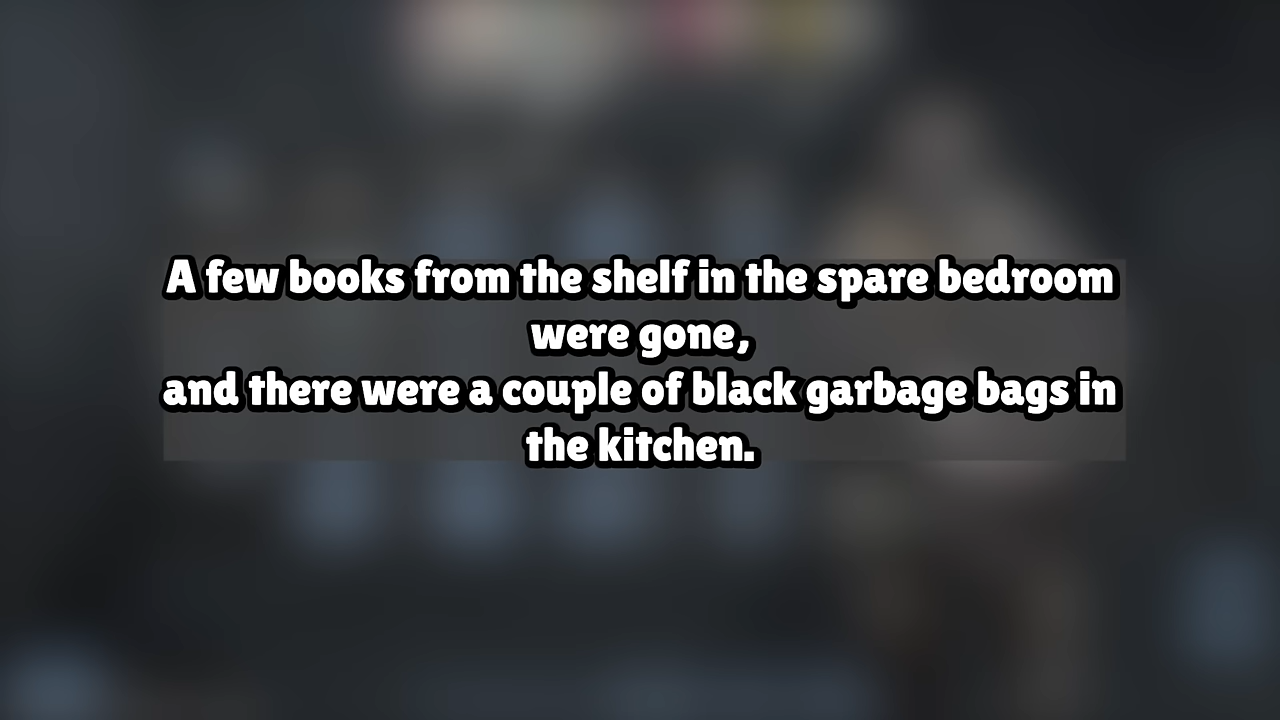 A few books from the shelf in the spare bedroom
were gone,
and there were a couple of black garbage bags in
the kitchen.